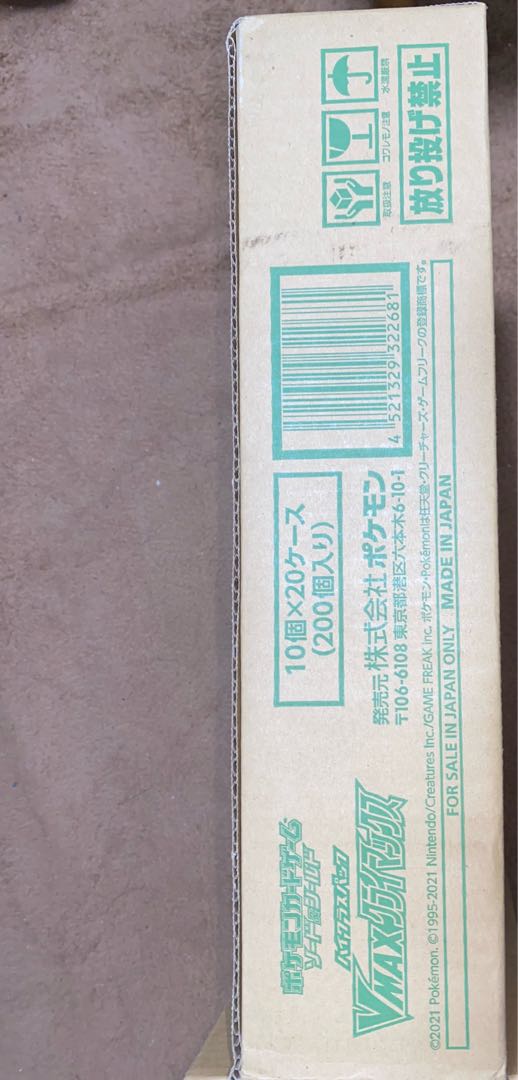 ポケモンカードゲーム
ソード&シールド
ハイクラスパック
VMAXクライマックス
10個×20ケース
(200個入り)
発売元 株式会社 ポケモン
〒106-6108 東京都港区六本木6-10-1
4 521329 322681
取扱注意
コワレモノ注意
水濡厳禁
放り投げ禁止
©2021 Pokémon. ©1995-2021 Nintendo/Creatures Inc./GAME FREAK Inc. ポケモン・Pokémonは任天堂・クリーチャーズ・ゲームフリークの登録商標です。
FOR SALE IN JAPAN ONLY MADE IN JAPAN